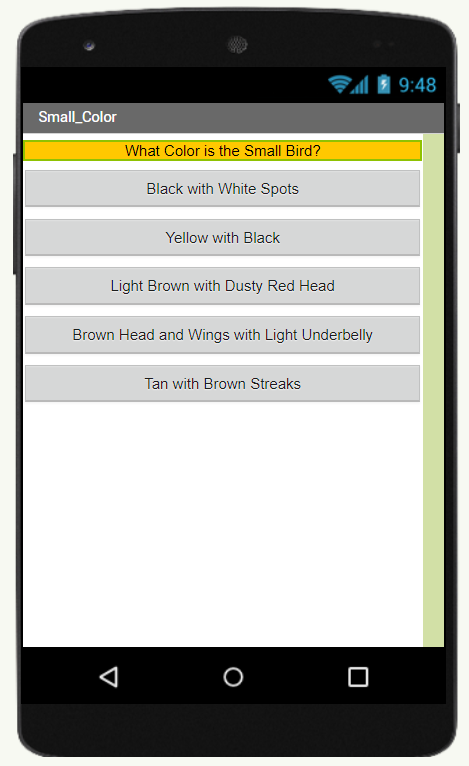 9:48
Small_Color
What Color is the Small Bird?
Black with White Spots
Yellow with Black
Light Brown with Dusty Red Head
Brown Head and Wings with Light Underbelly
Tan with Brown Streaks